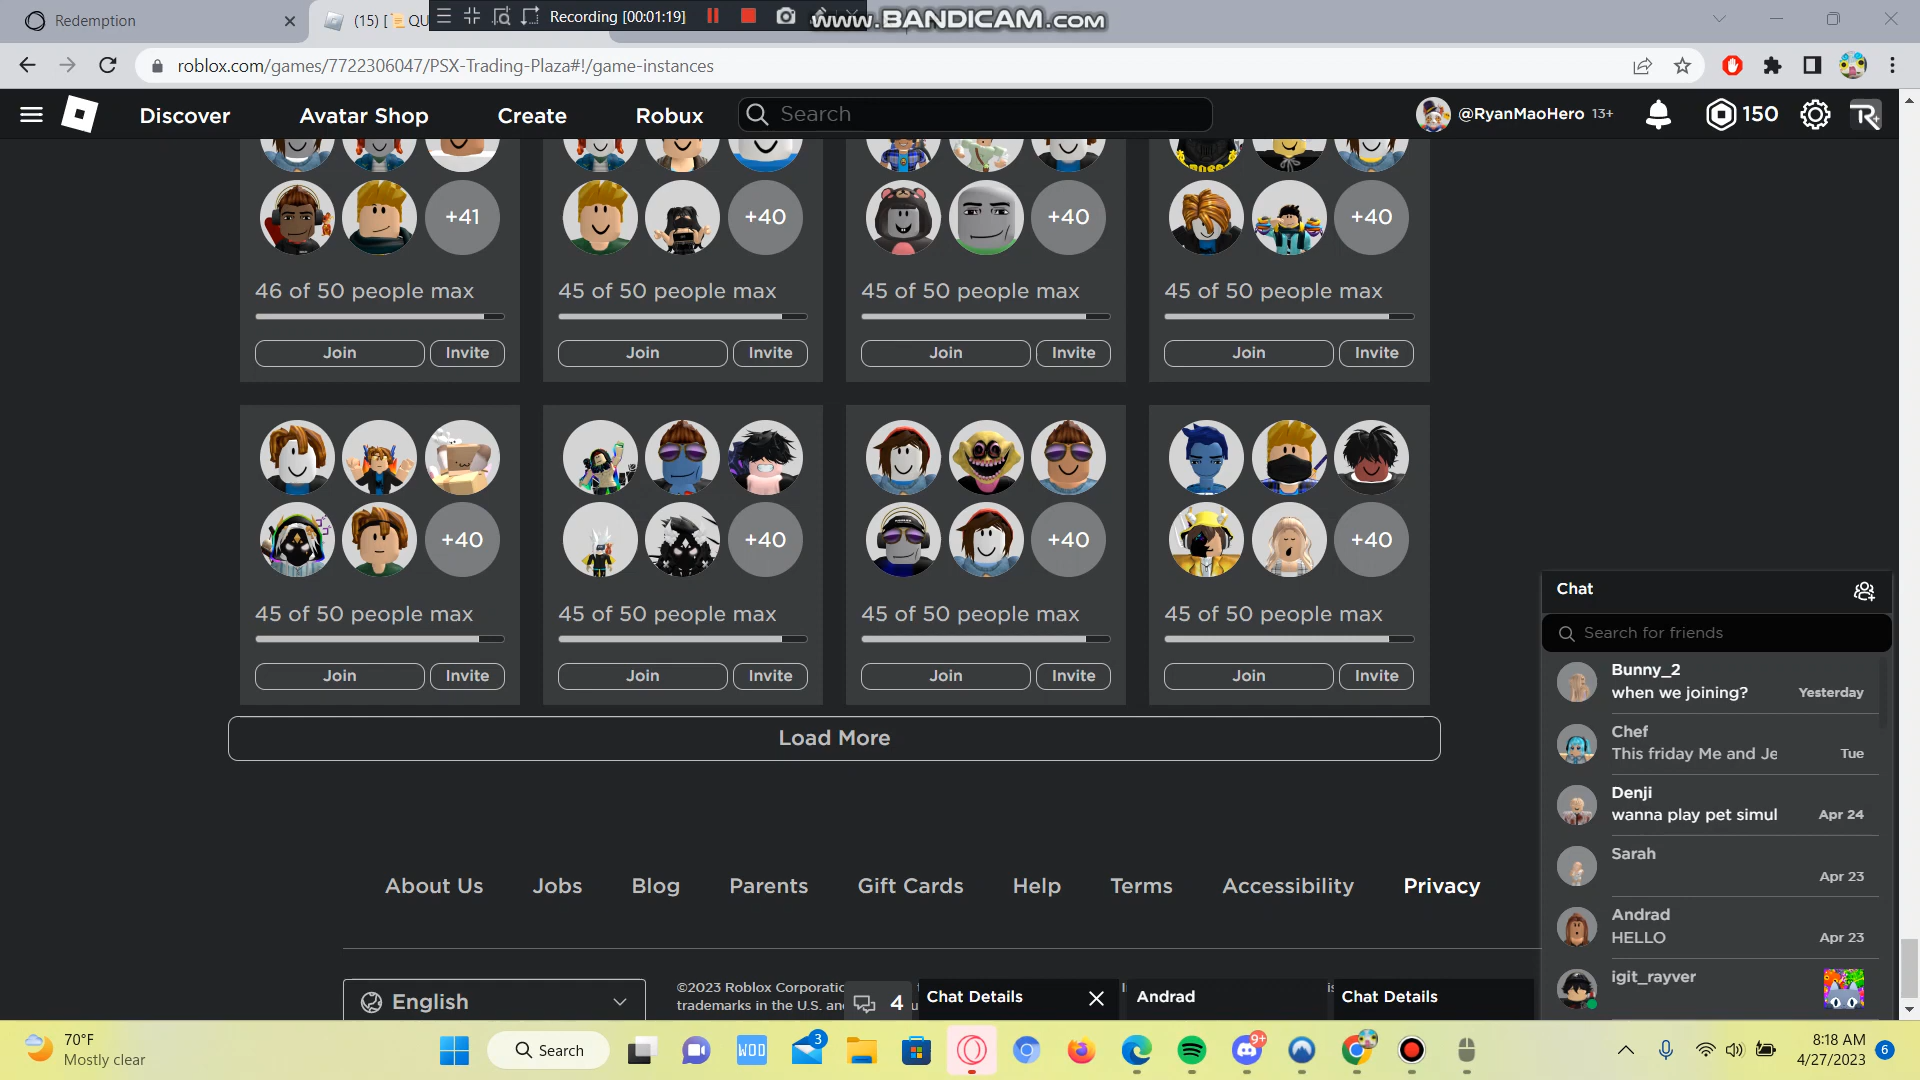 Redemption
(15) [ QU
Recording [00:01:19]
www.BANDICAM.com
roblox.com/games/7722306047/PSX-Trading-Plaza#!/game-instances
Discover
Avatar Shop
Create
Robux
Search
@RyanMaoHero 13+
150
+41
+40
+40
+40
46 of 50 people max
45 of 50 people max
45 of 50 people max
45 of 50 people max
Join Invite
Join Invite
Join Invite
Join Invite
+40
+40
+40
+40
45 of 50 people max
45 of 50 people max
45 of 50 people max
45 of 50 people max
Join Invite
Join Invite
Join Invite
Join Invite
Load More
Chat
Search for friends
Bunny_2
when we joining? Yesterday
Chef
This friday Me and Je Tue
Denji
wanna play pet simul Apr 24
Sarah
Apr 23
Andrad
HELLO Apr 23
igit_rayver
About Us
Jobs
Blog
Parents
Gift Cards
Help
Terms
Accessibility
Privacy
English
©2023 Roblox Corporatic
trademarks in the U.S. and
4
Chat Details
Andrad
Chat Details
70°F
Mostly clear
Search
WOD
3
9+
8:18 AM
4/27/2023
6